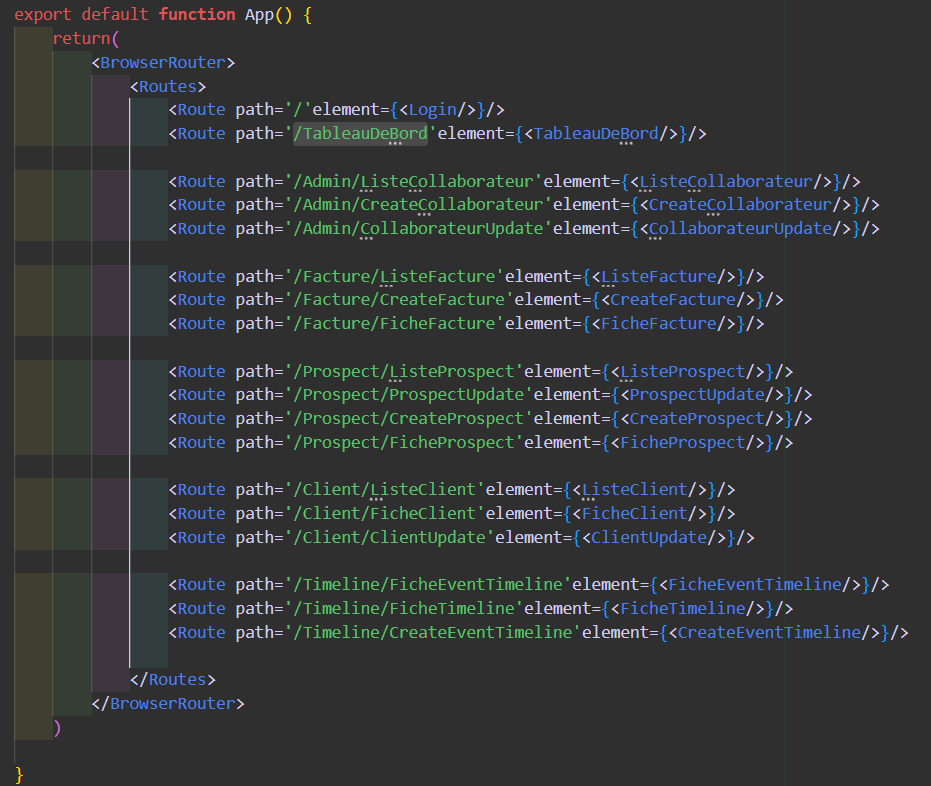 export default function App() {
return(
<BrowserRouter>
<Routes>
<Route path='/'element={<Login/>}/>
<Route path='/TableauDeBord'element={<TableauDeBord/>}/>
<Route path='/Admin/ListeCollaborateur'element={<ListeCollaborateur/>}/>
<Route path='/Admin/CreateCollaborateur'element={<CreateCollaborateur/>}/>
<Route path='/Admin/CollaborateurUpdate'element={<CollaborateurUpdate/>}/>
<Route path='/Facture/ListeFacture'element={<ListeFacture/>}/>
<Route path='/Facture/CreateFacture'element={<CreateFacture/>}/>
<Route path='/Facture/FicheFacture'element={<FicheFacture/>}/>
<Route path='/Prospect/ListeProspect'element={<ListeProspect/>}/>
<Route path='/Prospect/ProspectUpdate'element={<ProspectUpdate/>}/>
<Route path='/Prospect/CreateProspect'element={<CreateProspect/>}/>
<Route path='/Prospect/FicheProspect'element={<FicheProspect/>}/>
<Route path='/Client/ListeClient'element={<ListeClient/>}/>
<Route path='/Client/FicheClient'element={<FicheClient/>}/>
<Route path='/Client/ClientUpdate'element={<ClientUpdate/>}/>
<Route path='/Timeline/FicheEventTimeline'element={<FicheEventTimeline/>}/>
<Route path='/Timeline/FicheTimeline'element={<FicheTimeline/>}/>
<Route path='/Timeline/CreateEventTimeline'element={<CreateEventTimeline/>}/>
</Routes>
</BrowserRouter>
)
}